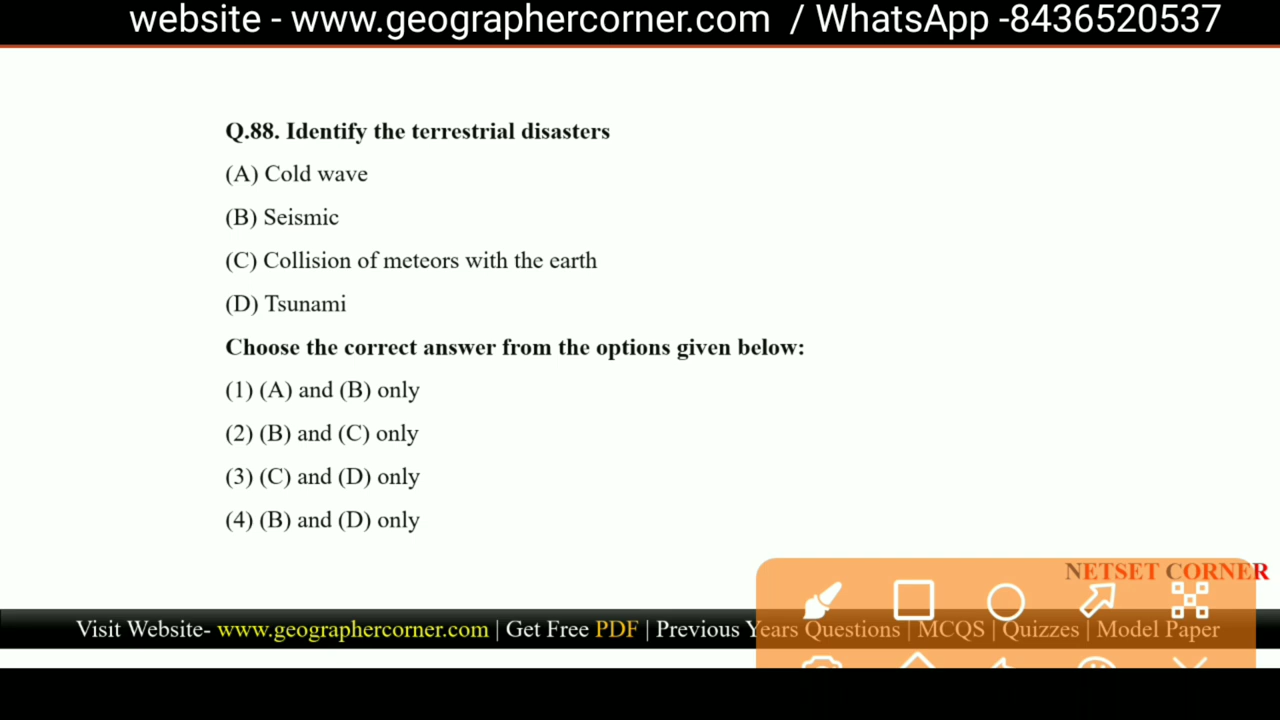 website - www.geographercorner.com / WhatsApp -8436520537
Q.88. Identify the terrestrial disasters
(A) Cold wave
(B) Seismic
(C) Collision of meteors with the earth
(D) Tsunami
Choose the correct answer from the options given below:
(1) (A) and (B) only
(2) (B) and (C) only
(3) (C) and (D) only
(4) (B) and (D) only
NETSET CORNER
Visit Website- www.geographercorner.com | Get Free PDF | Previous Years Questions | MCQS | Quizzes | Model Paper